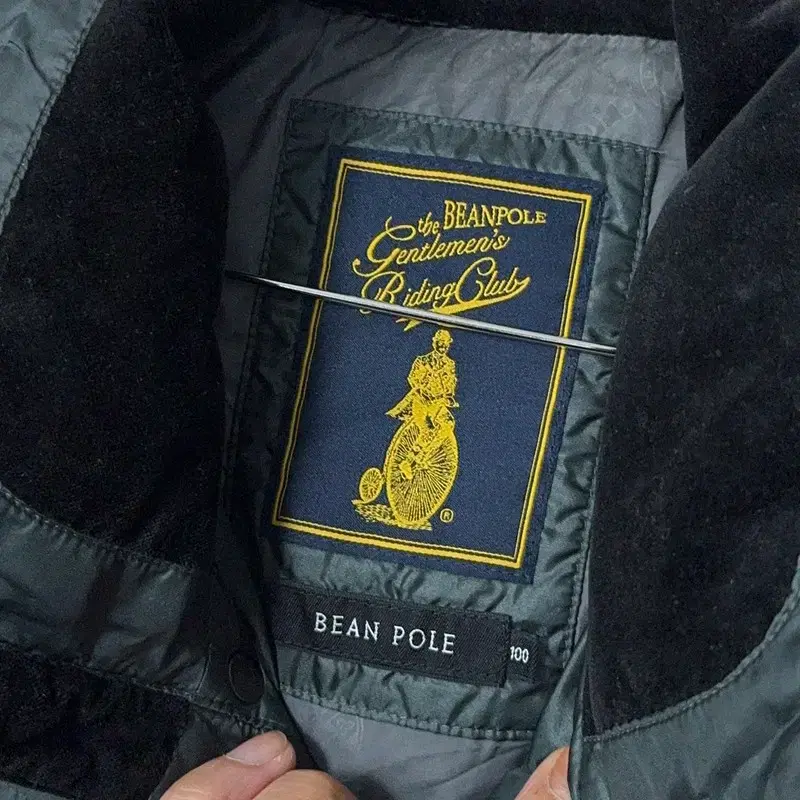 the BEANPOLE
Gentlemen's
Riding Club
®
BEAN POLE
100